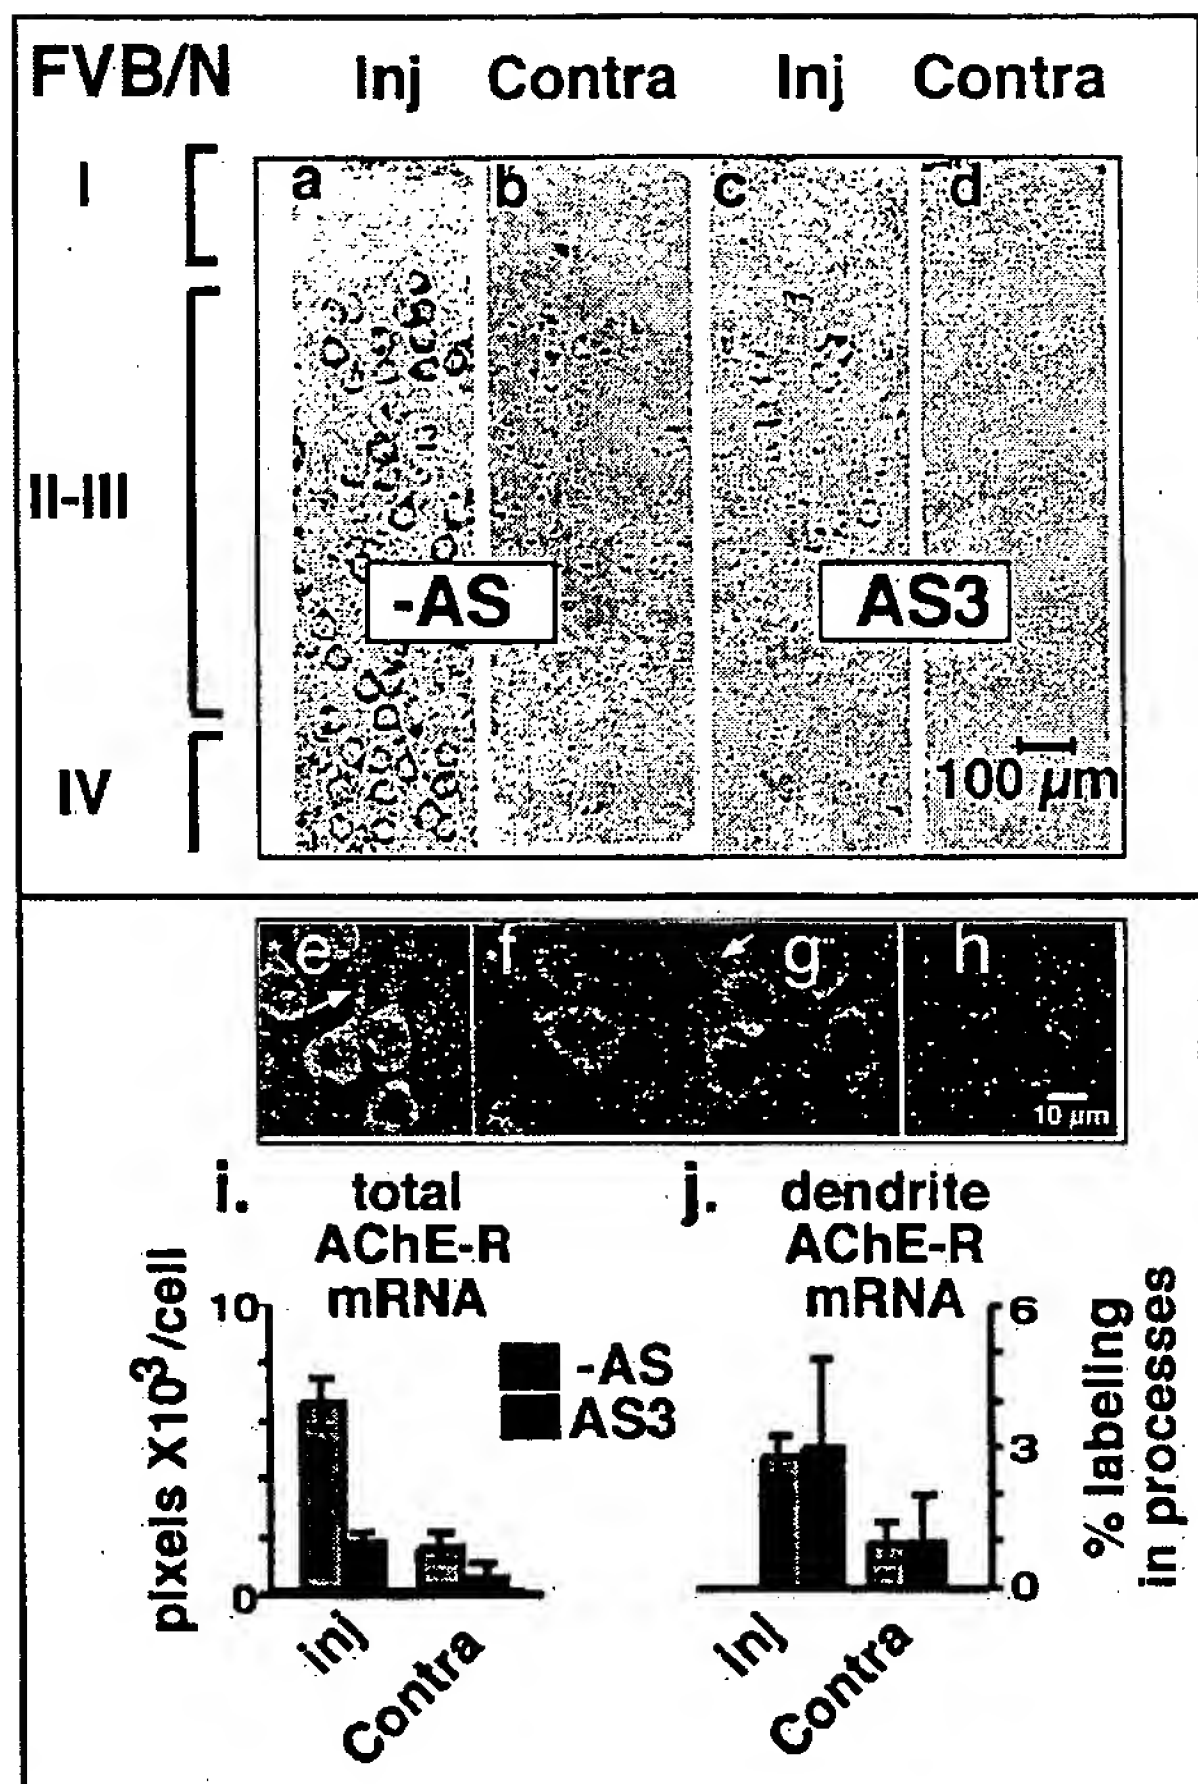 FVB/N Inj Contra Inj Contra
I
a b c d
II-III
-AS AS3
IV
100 µm
e f g h
10 µm
i. total j. dendrite
AChE-R AChE-R
mRNA mRNA
pixels X10³/cell
10
0
-AS
AS3
6
3
0
% labeling
in processes
inj
Contra
Inj
Contra